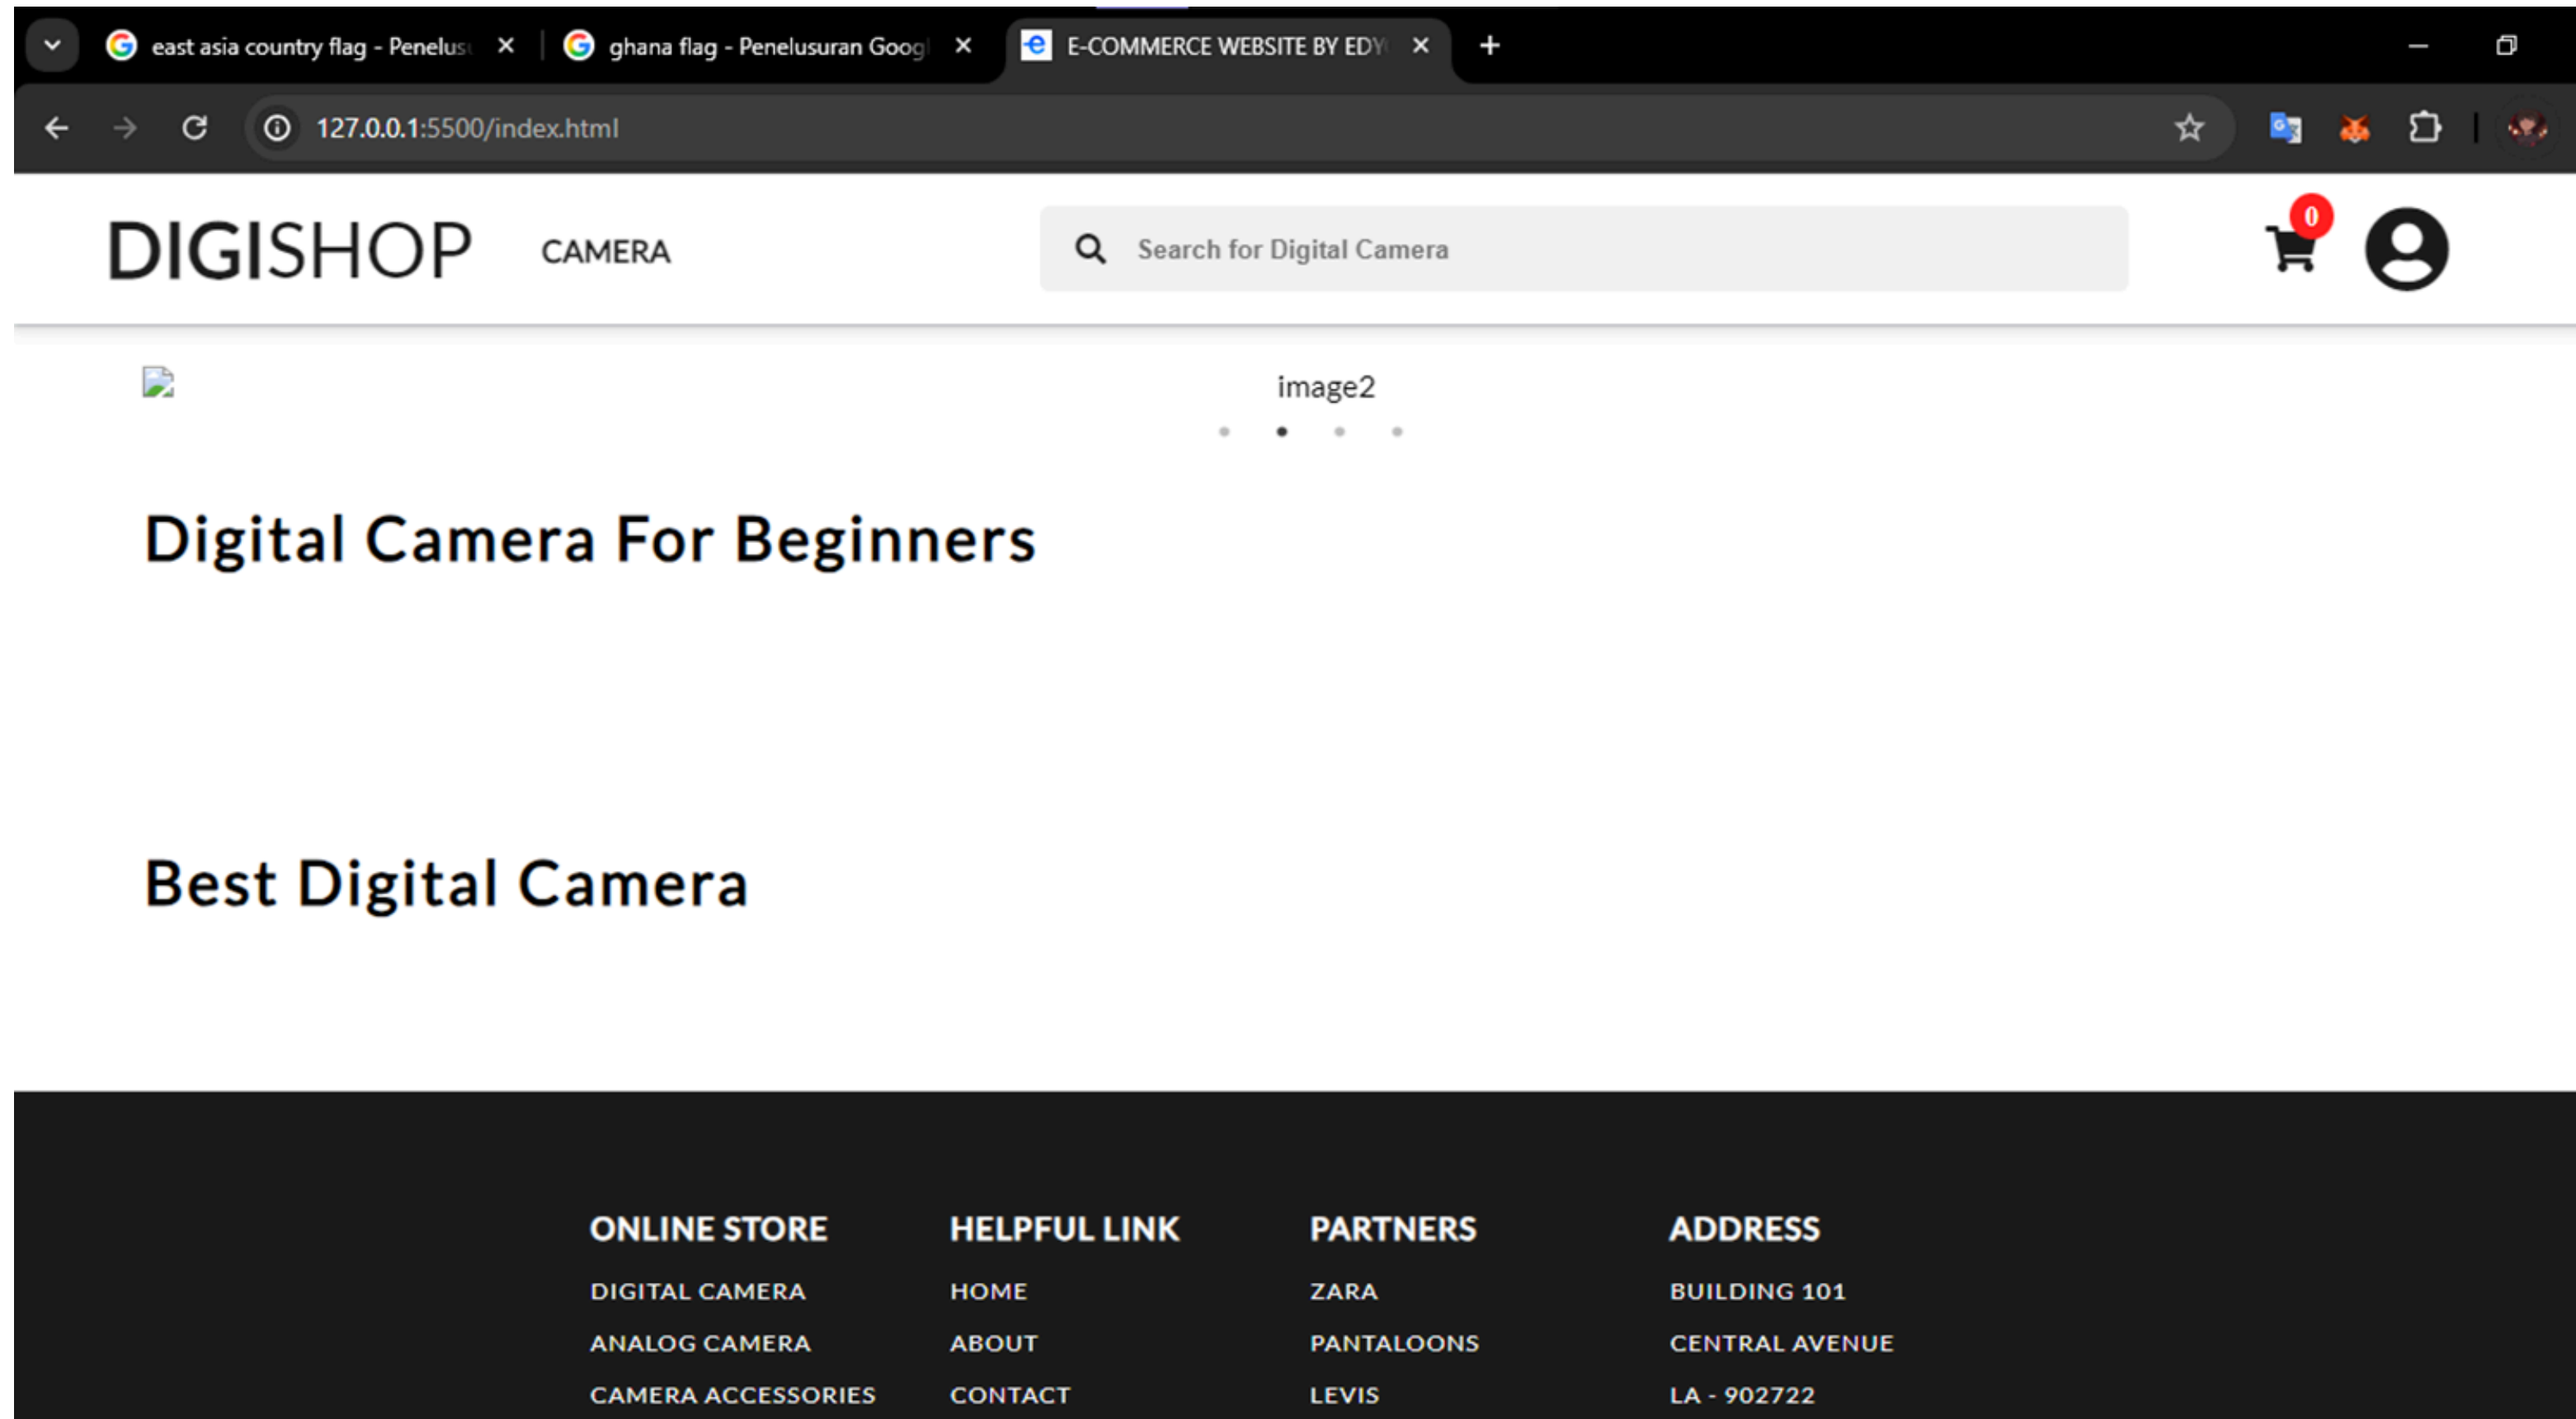 east asia country flag - Penelus
ghana flag - Penelusuran Goog
E-COMMERCE WEBSITE BY EDY
127.0.0.1:5500/index.html
DIGISHOP
CAMERA
Search for Digital Camera
0
image2
Digital Camera For Beginners
Best Digital Camera
ONLINE STORE HELPFUL LINK PARTNERS ADDRESS
DIGITAL CAMERA HOME ZARA BUILDING 101
ANALOG CAMERA ABOUT PANTALOONS CENTRAL AVENUE
CAMERA ACCESSORIES CONTACT LEVIS LA - 902722